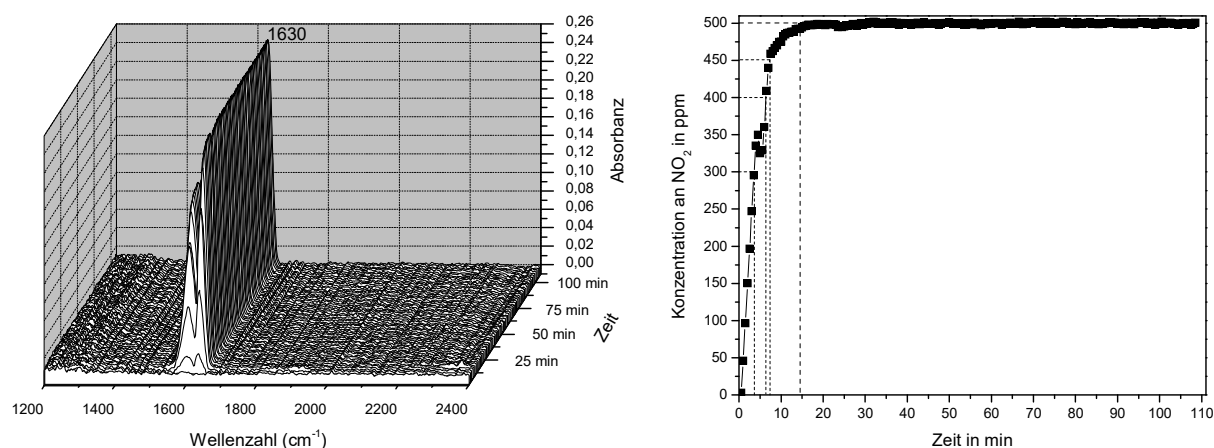 1630
0,26
0,24
0,22
0,20
0,18
0,16
0,14
0,12
0,10
0,08
0,06
0,04
0,02
0,00
Absorbanz
100 min
75 min
50 min
25 min
Zeit
1200 1400 1600 1800 2000 2200 2400
Wellenzahl (cm⁻¹)
500
450
400
350
300
250
200
150
100
50
0
Konzentration an NO₂ in ppm
0 10 20 30 40 50 60 70 80 90 100 110
Zeit in min